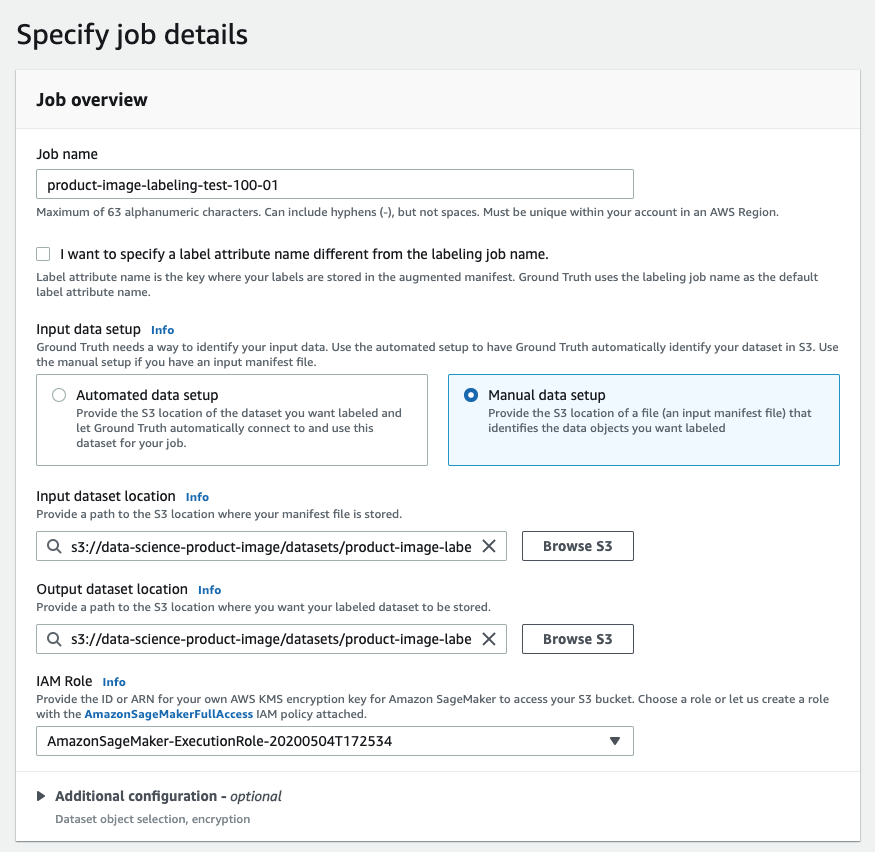 Specify job details
Job overview
Job name
product-image-labeling-test-100-01
Maximum of 63 alphanumeric characters. Can include hyphens (-), but not spaces. Must be unique within your account in an AWS Region.
I want to specify a label attribute name different from the labeling job name.
Label attribute name is the key where your labels are stored in the augmented manifest. Ground Truth uses the labeling job name as the default
label attribute name.
Input data setup Info
Ground Truth needs a way to identify your input data. Use the automated setup to have Ground Truth automatically identify your dataset in S3. Use
the manual setup if you have an input manifest file.
Automated data setup
Provide the S3 location of the dataset you want labeled and
let Ground Truth automatically connect to and use this
dataset for your job.
Manual data setup
Provide the S3 location of a file (an input manifest file) that
identifies the data objects you want labeled
Input dataset location Info
Provide a path to the S3 location where your manifest file is stored.
s3://data-science-product-image/datasets/product-image-labe Browse S3
Output dataset location Info
Provide a path to the S3 location where you want your labeled dataset to be stored.
s3://data-science-product-image/datasets/product-image-labe Browse S3
IAM Role Info
Provide the ID or ARN for your own AWS KMS encryption key for Amazon SageMaker to access your S3 bucket. Choose a role or let us create a role
with the AmazonSageMakerFullAccess IAM policy attached.
AmazonSageMaker-ExecutionRole-20200504T172534
Additional configuration - optional
Dataset object selection, encryption